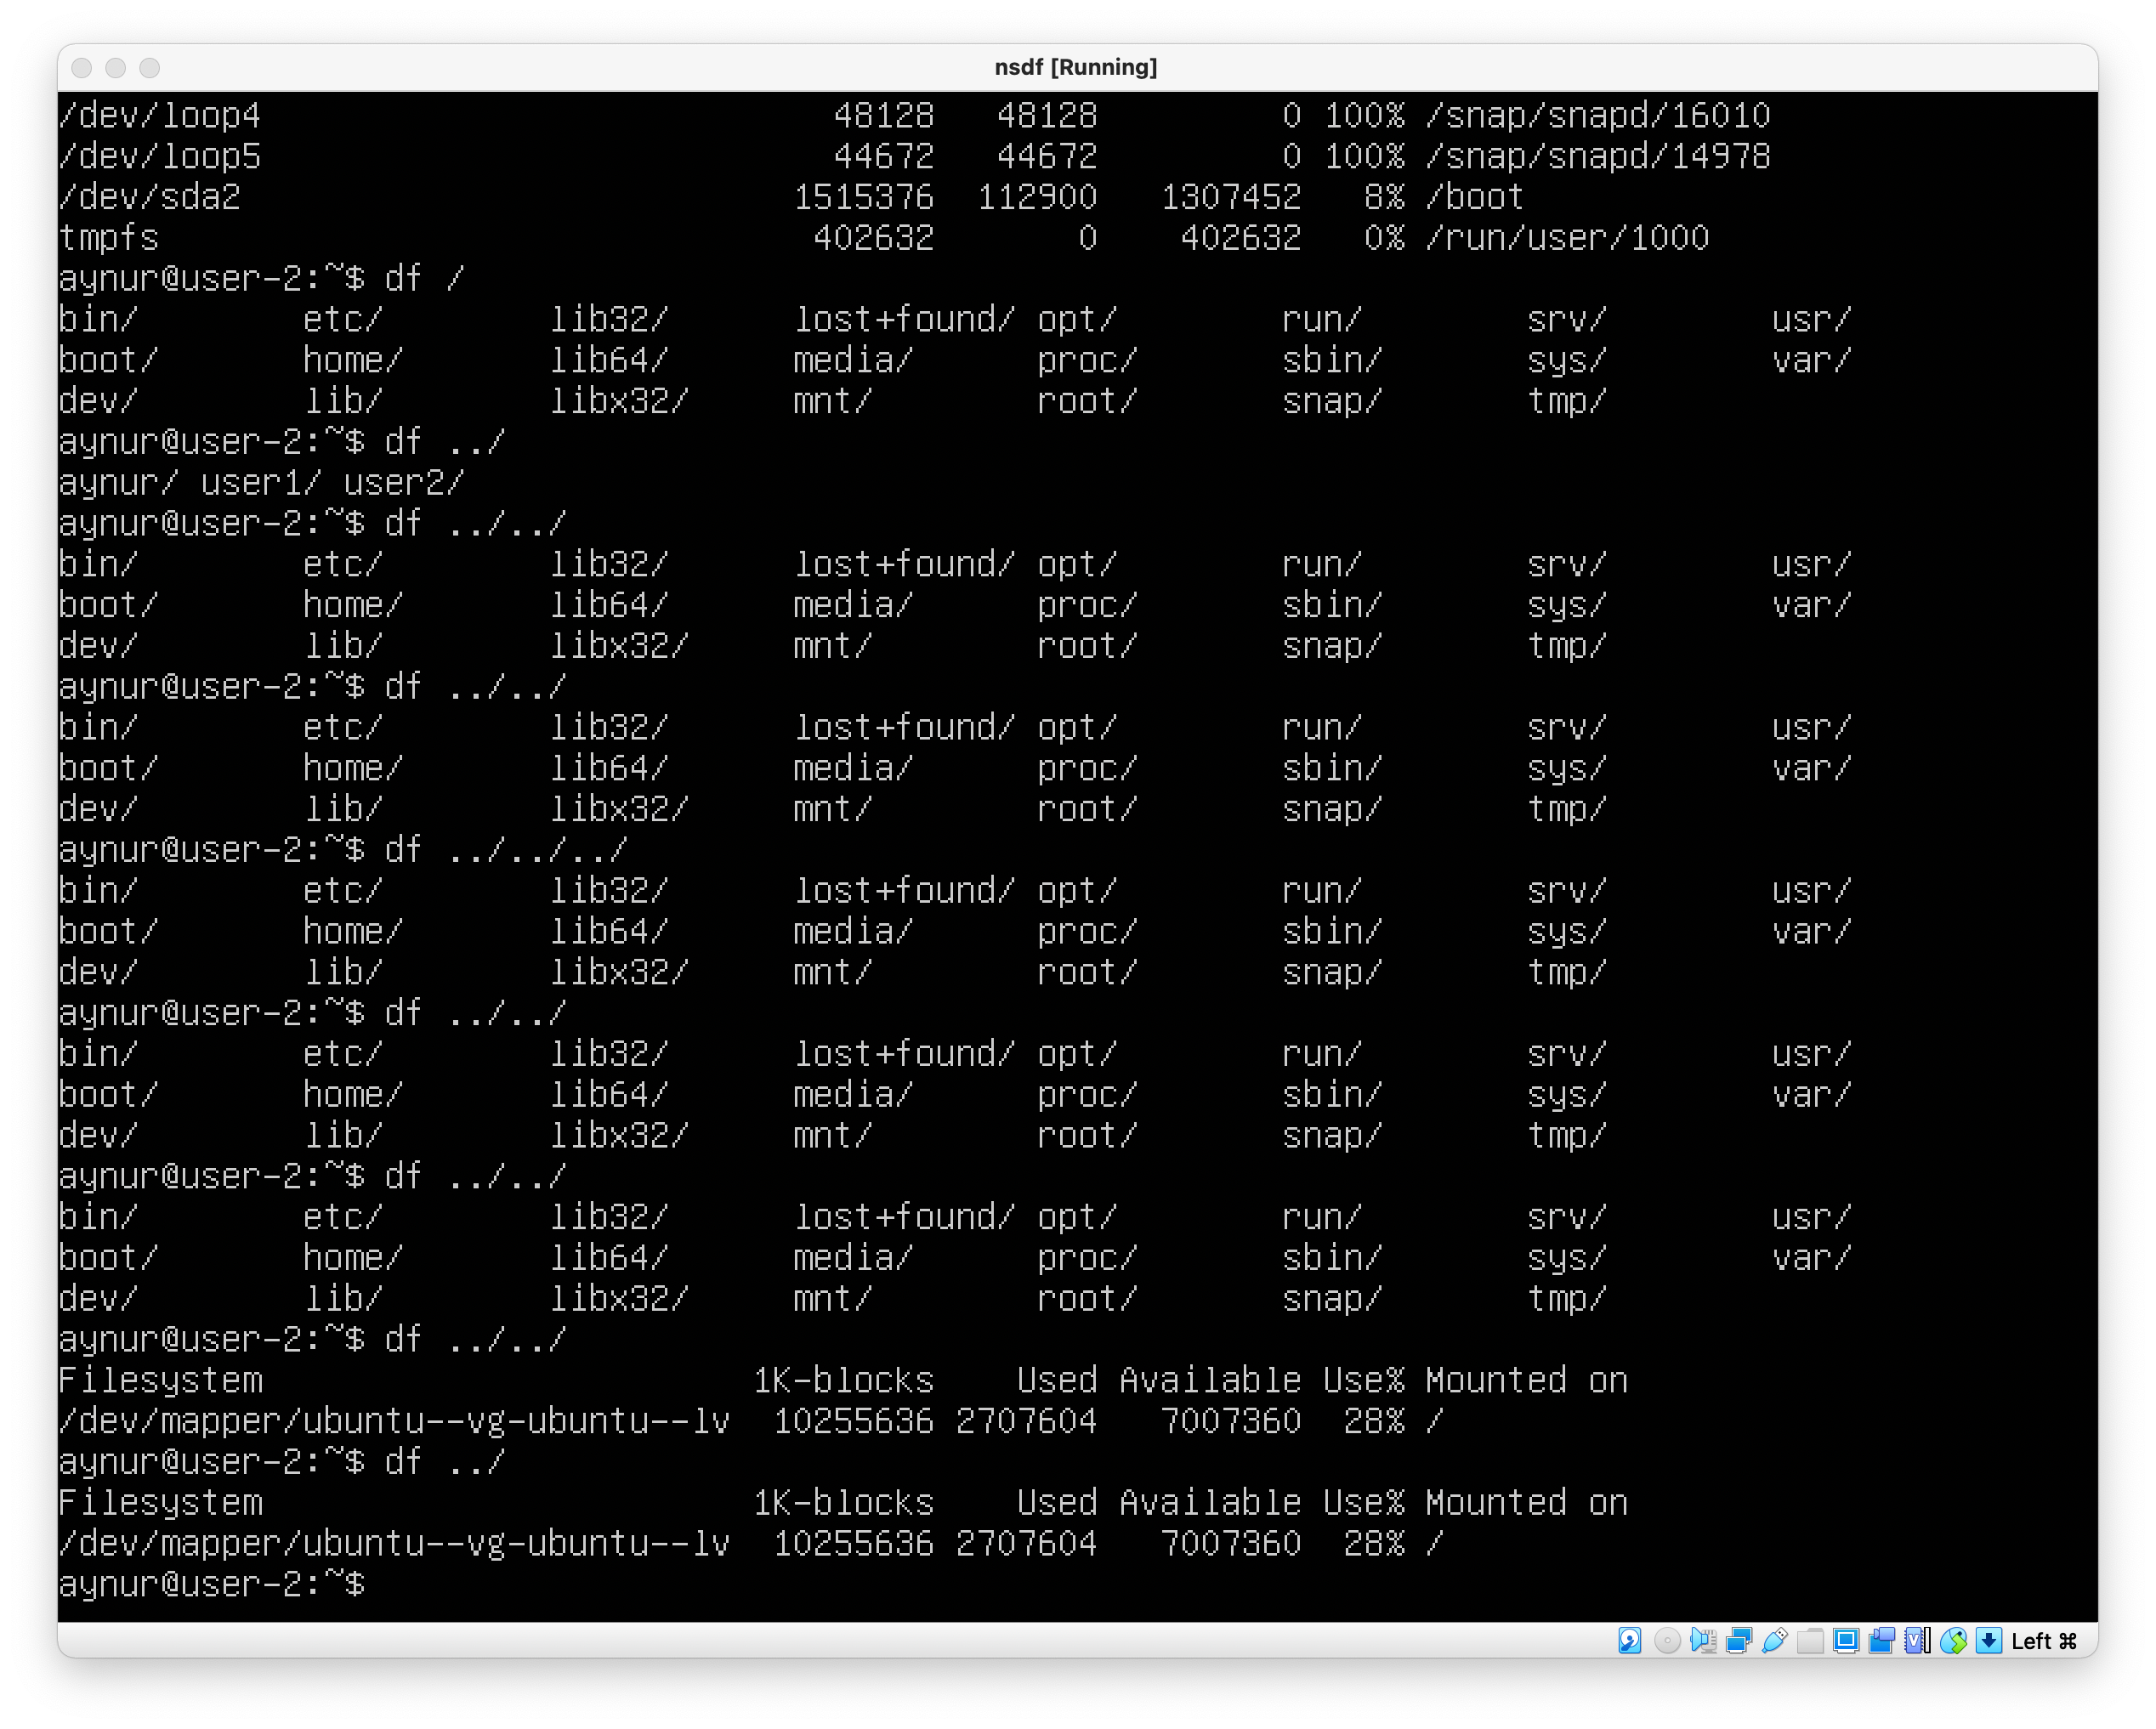 nsdf [Running]
/dev/loop4 48128 48128 0 100% /snap/snapd/16010
/dev/loop5 44672 44672 0 100% /snap/snapd/14978
/dev/sda2 1515376 112900 1307452 8% /boot
tmpfs 402632 0 402632 0% /run/user/1000
aynur@user-2:~$ df /
bin/ etc/ lib32/ lost+found/ opt/ run/ srv/ usr/
boot/ home/ lib64/ media/ proc/ sbin/ sys/ var/
dev/ lib/ libx32/ mnt/ root/ snap/ tmp/
aynur@user-2:~$ df ../
aynur/ user1/ user2/
aynur@user-2:~$ df ../../
bin/ etc/ lib32/ lost+found/ opt/ run/ srv/ usr/
boot/ home/ lib64/ media/ proc/ sbin/ sys/ var/
dev/ lib/ libx32/ mnt/ root/ snap/ tmp/
aynur@user-2:~$ df ../../
bin/ etc/ lib32/ lost+found/ opt/ run/ srv/ usr/
boot/ home/ lib64/ media/ proc/ sbin/ sys/ var/
dev/ lib/ libx32/ mnt/ root/ snap/ tmp/
aynur@user-2:~$ df ../../../
bin/ etc/ lib32/ lost+found/ opt/ run/ srv/ usr/
boot/ home/ lib64/ media/ proc/ sbin/ sys/ var/
dev/ lib/ libx32/ mnt/ root/ snap/ tmp/
aynur@user-2:~$ df ../../
bin/ etc/ lib32/ lost+found/ opt/ run/ srv/ usr/
boot/ home/ lib64/ media/ proc/ sbin/ sys/ var/
dev/ lib/ libx32/ mnt/ root/ snap/ tmp/
aynur@user-2:~$ df ../../
bin/ etc/ lib32/ lost+found/ opt/ run/ srv/ usr/
boot/ home/ lib64/ media/ proc/ sbin/ sys/ var/
dev/ lib/ libx32/ mnt/ root/ snap/ tmp/
aynur@user-2:~$ df ../../
Filesystem 1K-blocks Used Available Use% Mounted on
/dev/mapper/ubuntu--vg-ubuntu--lv 10255636 2707604 7007360 28% /
aynur@user-2:~$ df ../
Filesystem 1K-blocks Used Available Use% Mounted on
/dev/mapper/ubuntu--vg-ubuntu--lv 10255636 2707604 7007360 28% /
aynur@user-2:~$
Left ⌘